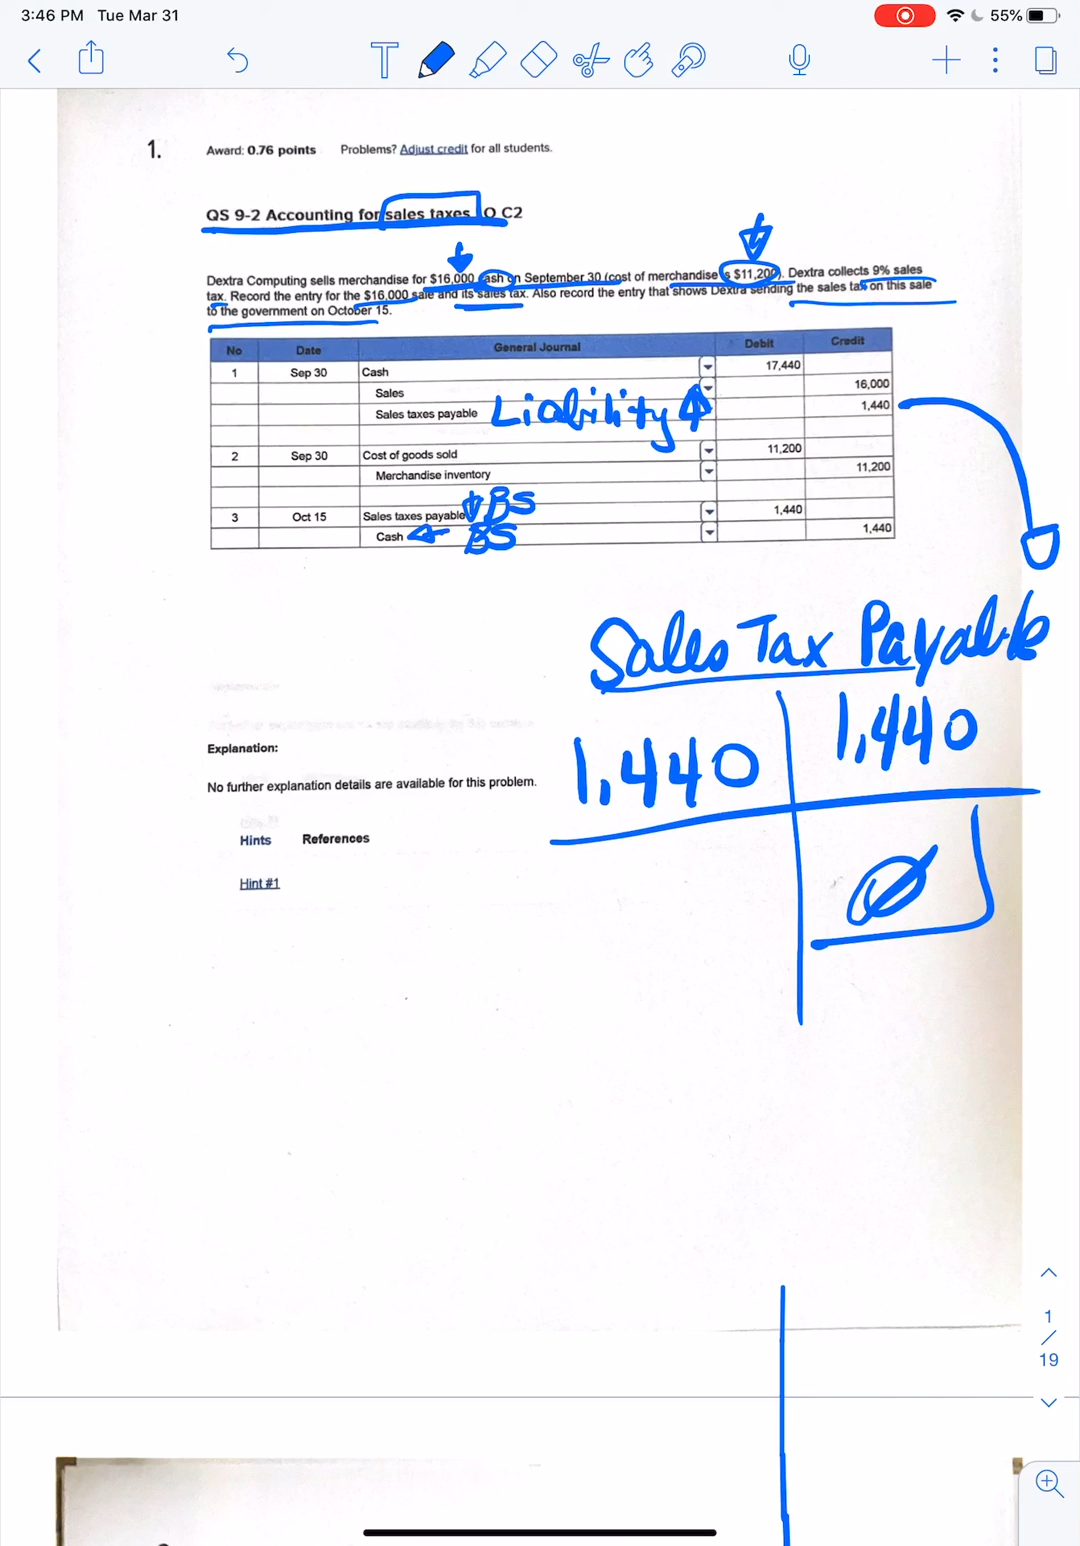 3:46 PM Tue Mar 31
55%
1.
Award: 0.76 points Problems? Adjust credit for all students.
QS 9-2 Accounting for sales taxes LO C2
Dextra Computing sells merchandise for $16,000 cash on September 30 (cost of merchandise is $11,200). Dextra collects 9% sales
tax. Record the entry for the $16,000 sale and its sales tax. Also record the entry that shows Dextra sending the sales tax on this sale
to the government on October 15.
No Date General Journal Debit Credit
1 Sep 30 Cash 17,440
Sales 16,000
Sales taxes payable Liability 1,440
2 Sep 30 Cost of goods sold 11,200
Merchandise inventory 11,200
3 Oct 15 Sales taxes payable BS 1,440
Cash BS 1,440
Sales Tax Payable
1,440 1,440
Explanation:
No further explanation details are available for this problem.
Hints References
Hint #1
1
/
19